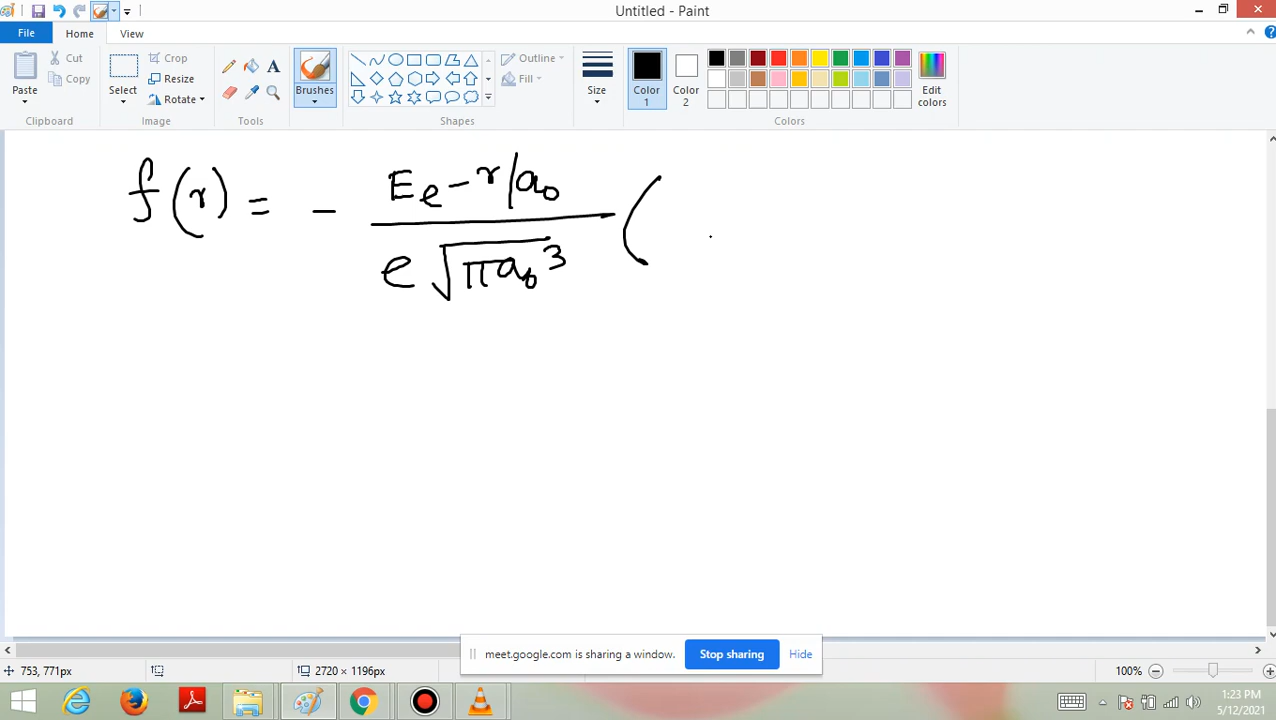 Untitled - Paint
File Home View
Paste Cut Copy Select Crop Resize Rotate A Brushes Outline Fill Size Color 1 Color 2 Edit colors
Clipboard Image Tools Shapes Colors
f(r) = - E e - r/a₀ (
e √πa₀³
meet.google.com is sharing a window. Stop sharing Hide
753, 771px 2720 × 1196px 100%
1:23 PM
5/12/2021